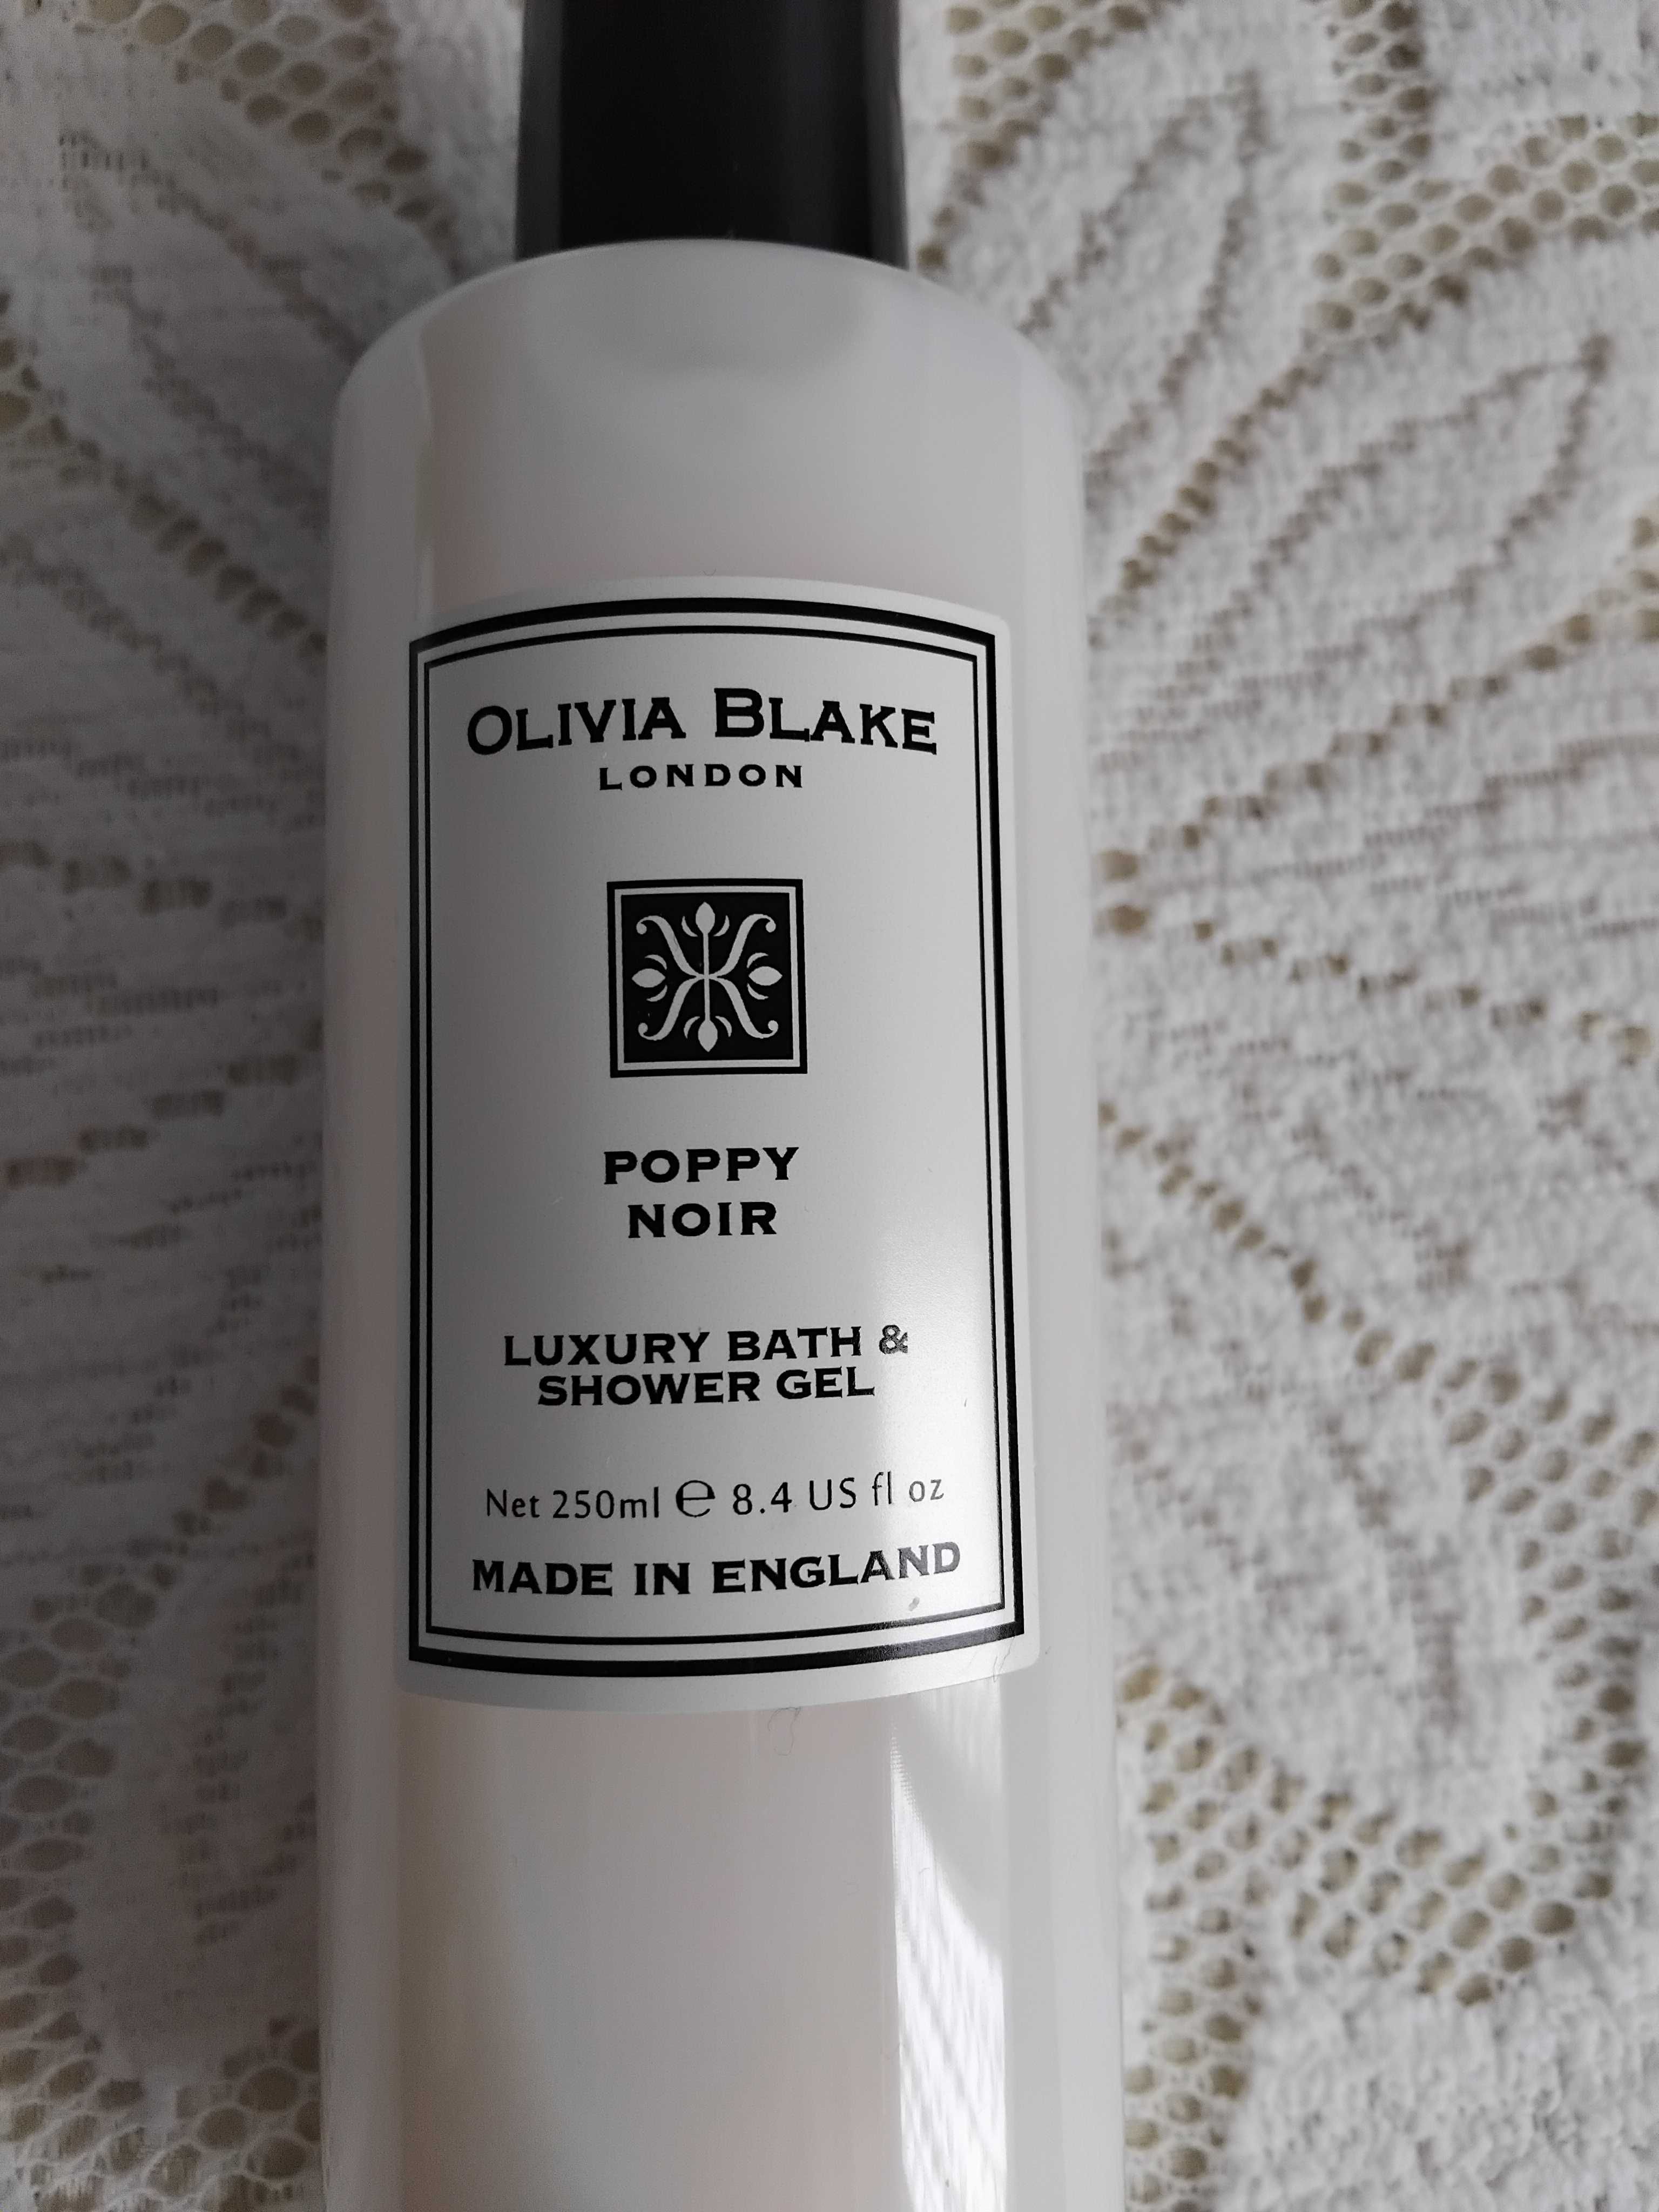 OLIVIA BLAKE
LONDON
POPPY
NOIR
LUXURY BATH &
SHOWER GEL
Net 250ml ℮ 8.4 US fl oz
MADE IN ENGLAND